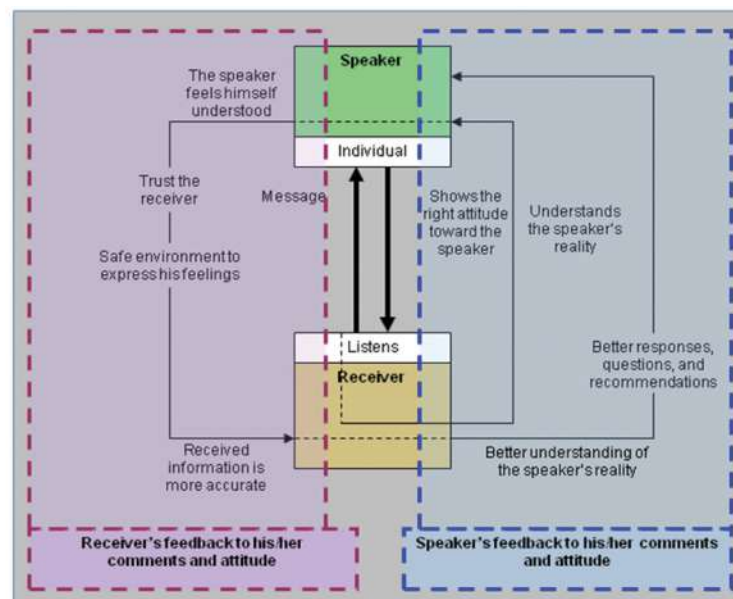 Speaker
The speaker
feels himself
understood
Individual
Trust the
receiver
Message
Shows the
right attitude
toward the
speaker
Understands
the speaker's
reality
Safe environment to
express his feelings
Listens
Receiver
Better responses,
questions, and
recommendations
Received
information is
more accurate
Better understanding of
the speaker's reality
Receiver's feedback to his/her
comments and attitude
Speaker's feedback to his/her comments
and attitude